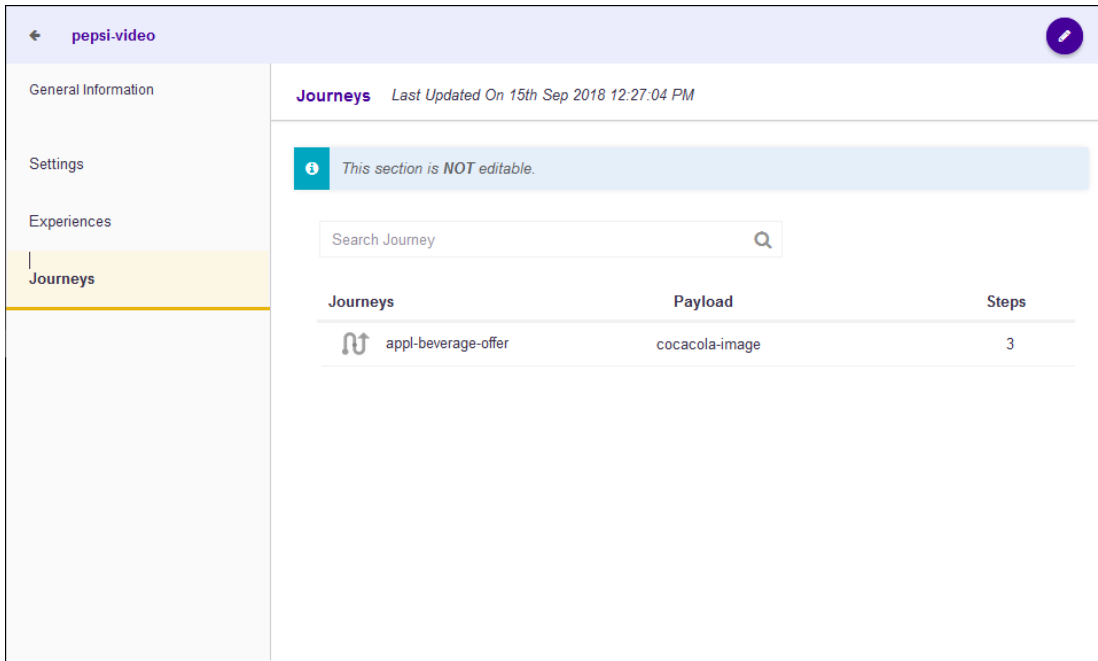 pepsi-video
General Information
Settings
Experiences
Journeys
Journeys Last Updated On 15th Sep 2018 12:27:04 PM
This section is NOT editable.
Search Journey
Journeys Payload Steps
appl-beverage-offer cocacola-image 3